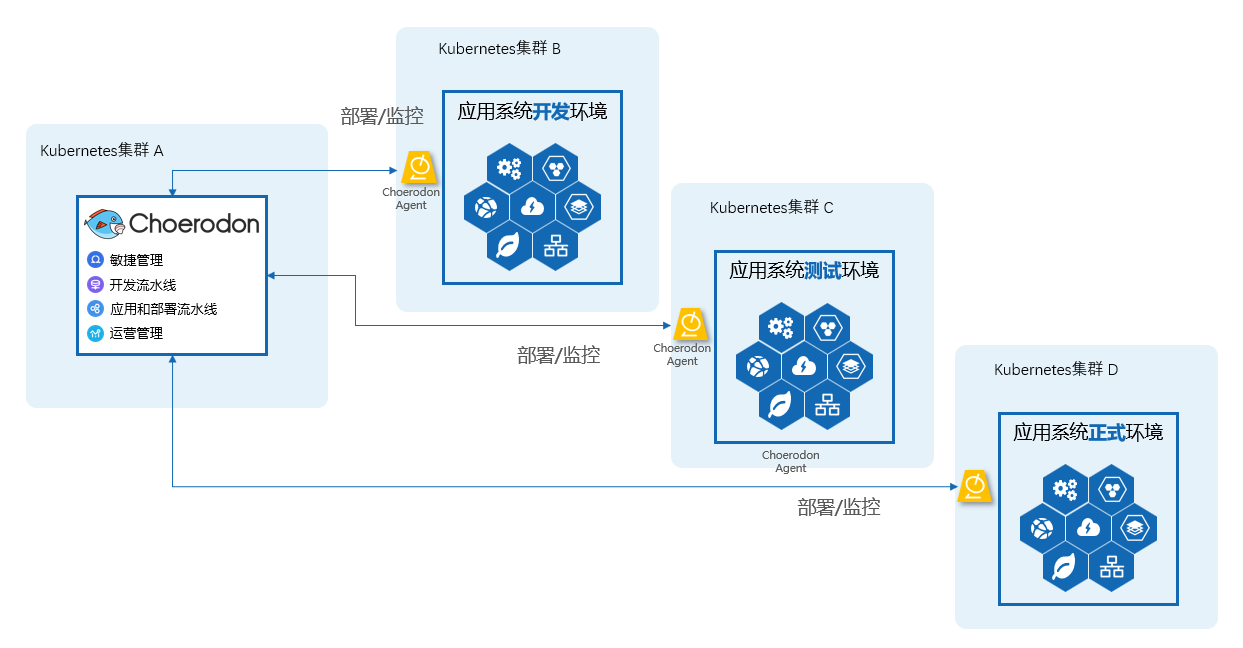 Kubernetes集群 A
Choerodon
敏捷管理
开发流水线
应用和部署流水线
运营管理
部署/监控
Kubernetes集群 B
应用系统开发环境
Choerodon
Agent
部署/监控
Kubernetes集群 C
应用系统测试环境
Choerodon
Agent
Choerodon
Agent
部署/监控
Kubernetes集群 D
应用系统正式环境